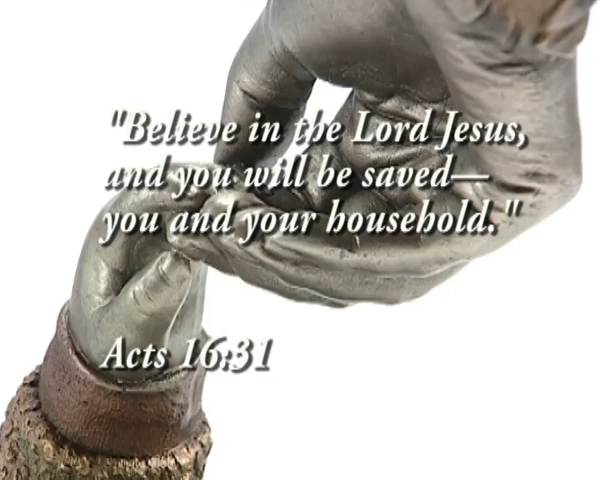 "Believe in the Lord Jesus,
and you will be saved—
you and your household."
Acts 16:31